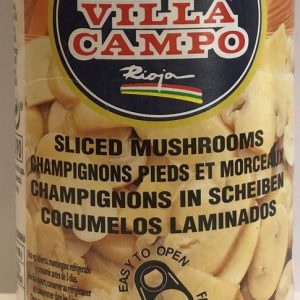 VILLA
CAMPO
Rioja
SLICED MUSHROOMS
CHAMPIGNONS PIEDS ET MORCEAUX
CHAMPIGNONS IN SCHEIBEN
COGUMELOS LAMINADOS
EASY TO OPEN